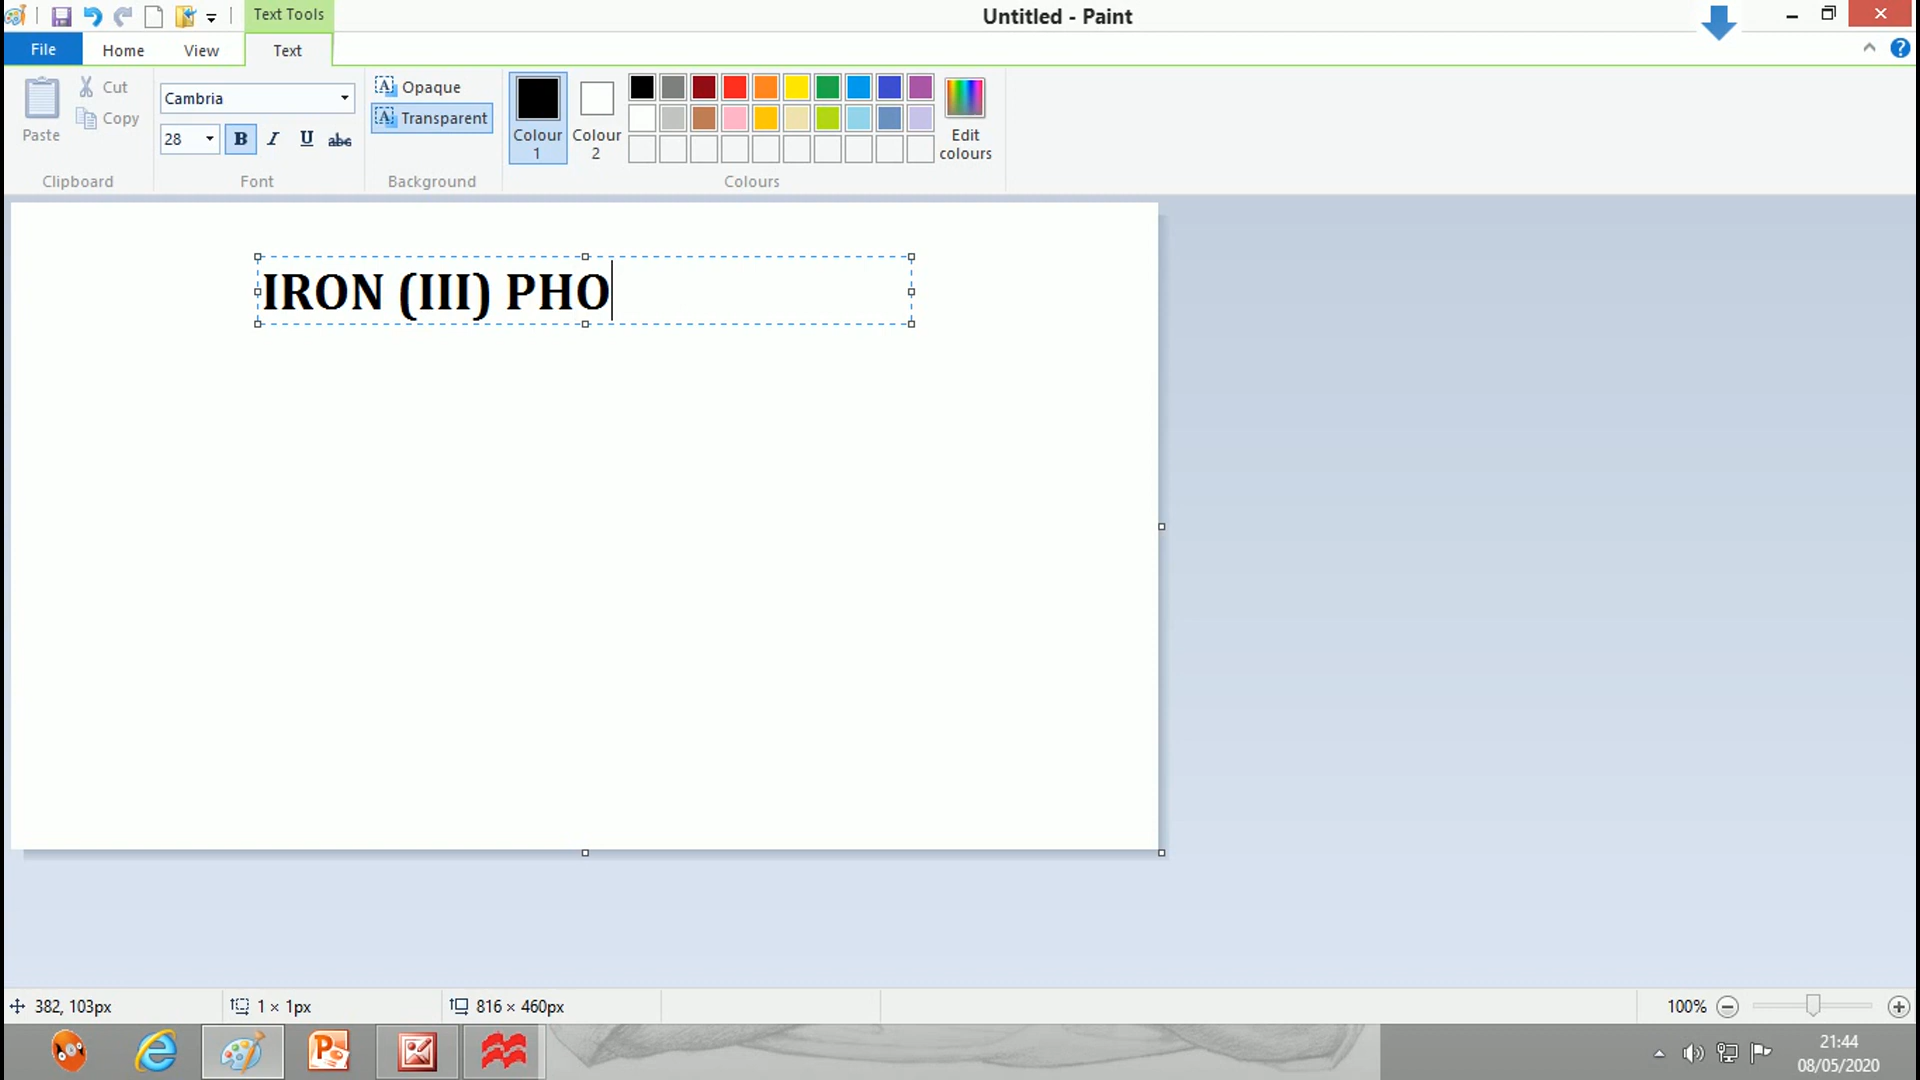 Text Tools
Untitled - Paint
File
Home
View
Text
Paste
Cut
Copy
Clipboard
Cambria
28
B
I
U
abc
Font
A Opaque
A Transparent
Background
Colour 1
Colour 2
Edit colours
Colours
IRON (III) PHO
382, 103px
1 × 1px
816 × 460px
100%
21:44
08/05/2020